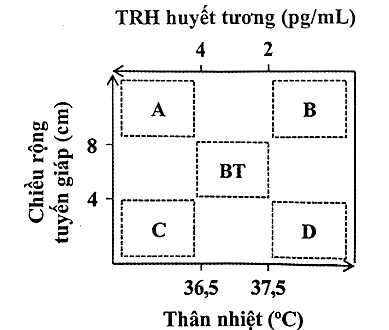 TRH huyết tương (pg/mL)
4 2
A B
8
BT
4
C D
Chiều rộng
tuyến giáp (cm)
36,5 37,5
Thân nhiệt (ºC)